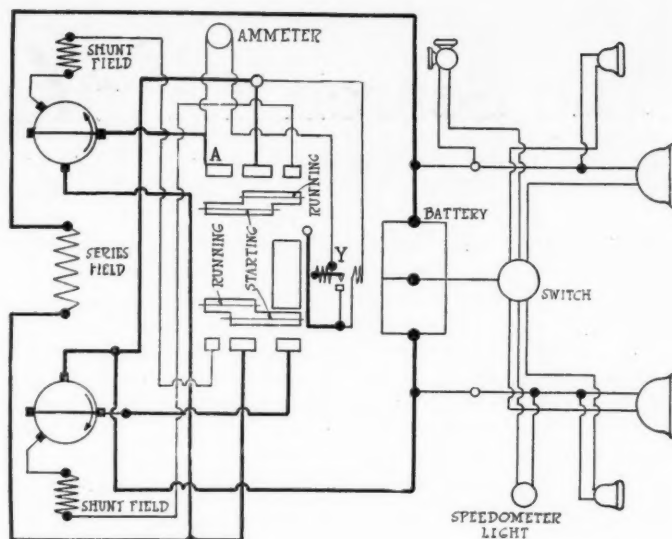 SHUNT
FIELD
AMMETER
A
RUNNING
BATTERY
SERIES
FIELD
RUNNING
STARTING
Y
SWITCH
SHUNT FIELD
SPEEDOMETER
LIGHT